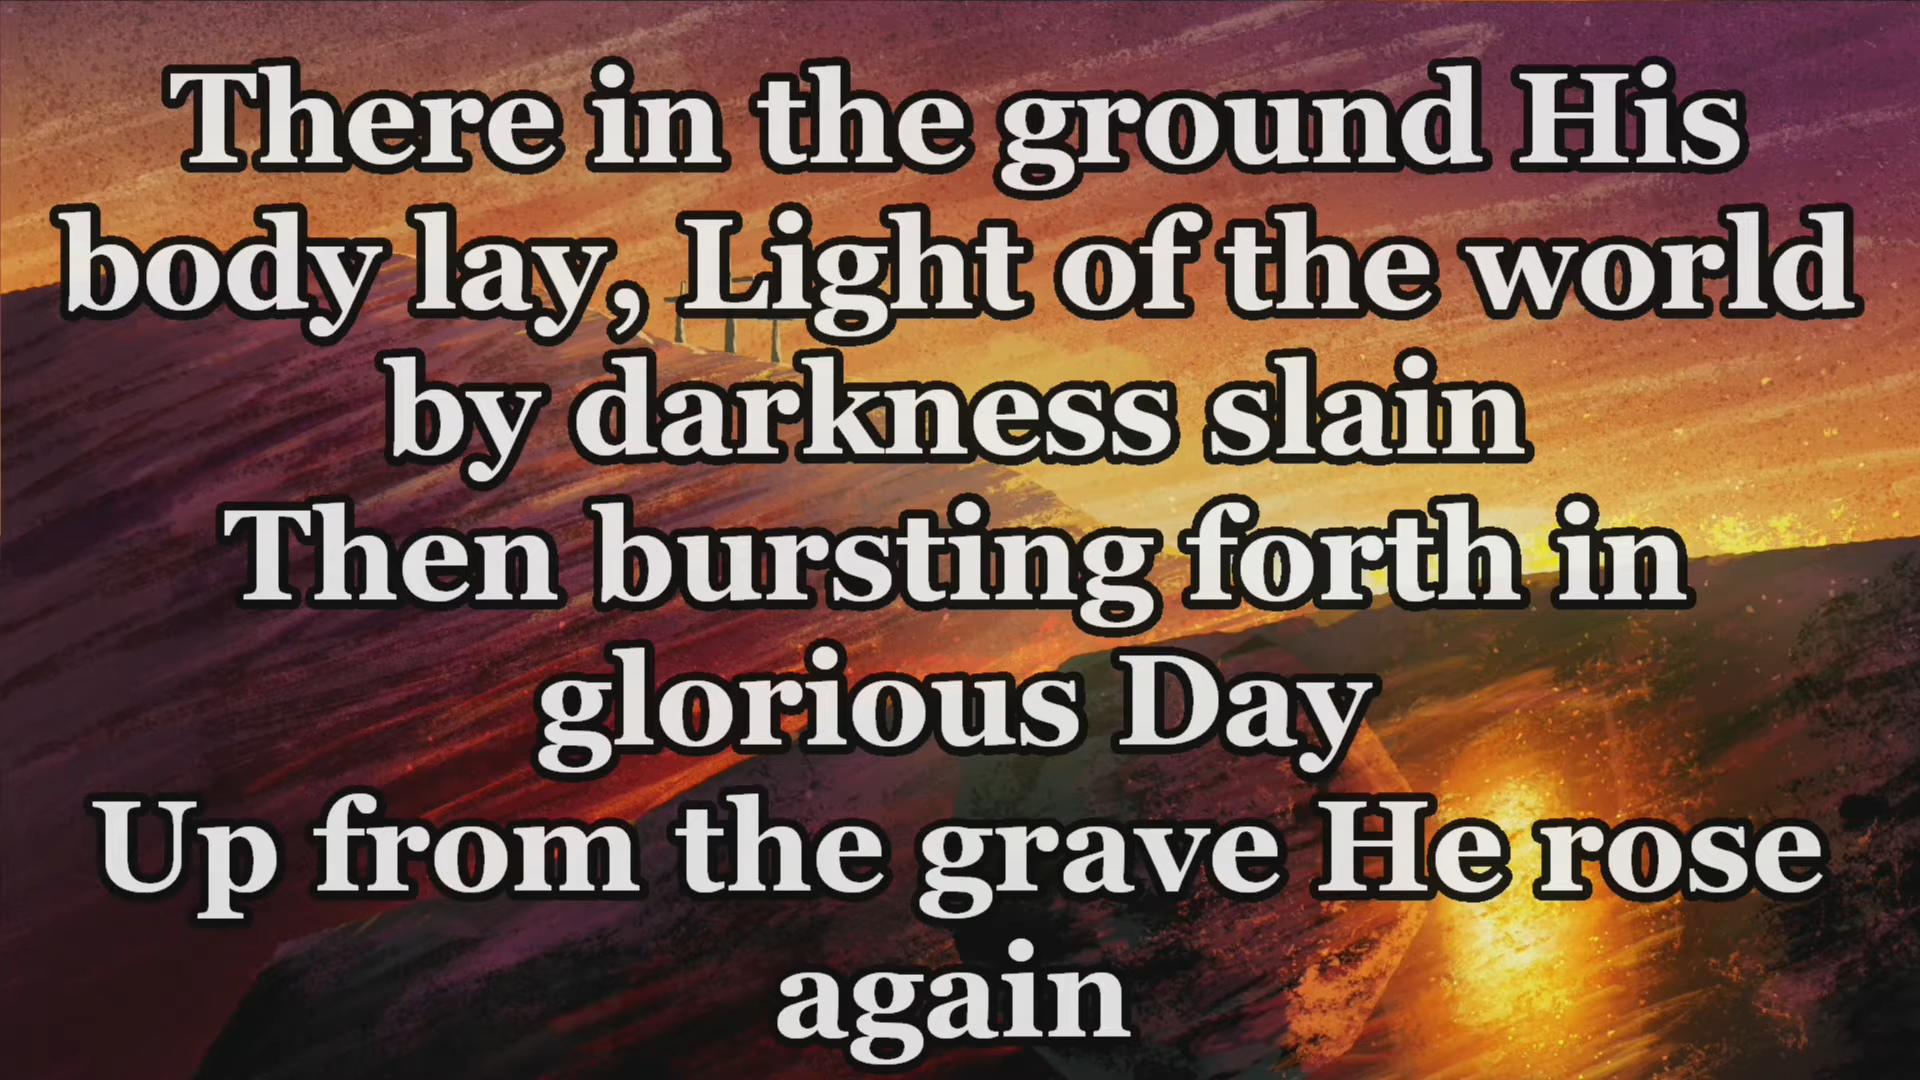 There in the ground His
body lay, Light of the world
by darkness slain
Then bursting forth in
glorious Day
Up from the grave He rose
again